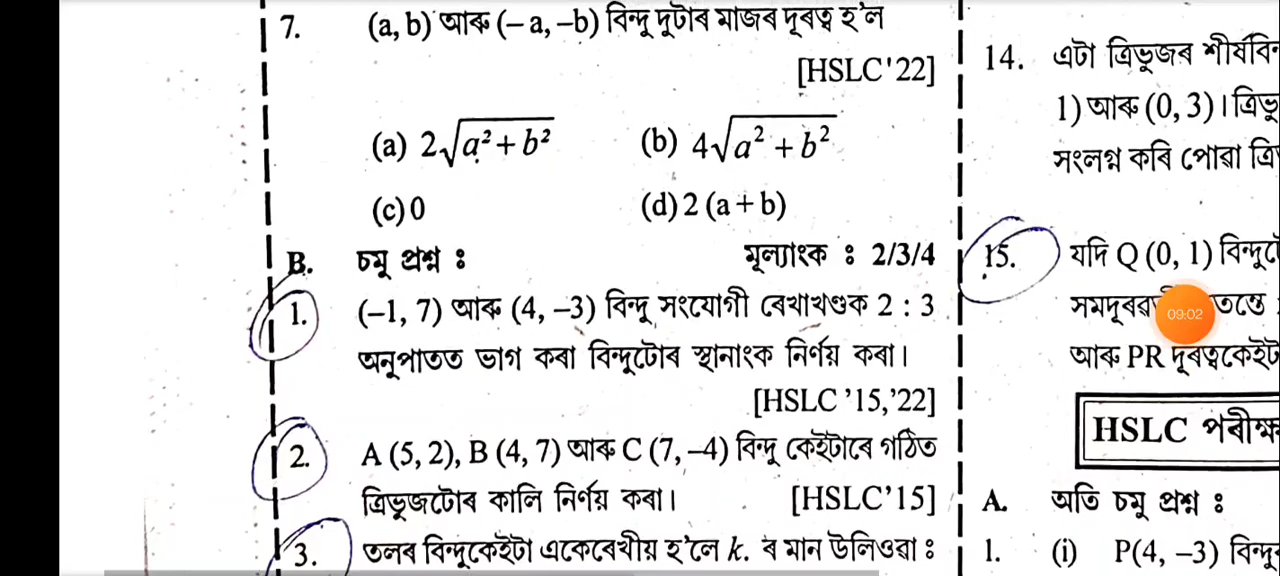 7. (a, b) আৰু (– a, –b) বিন্দু দুটাৰ মাজৰ দূৰত্ব হ'ল
[HSLC'22]
(a) 2√a² + b² (b) 4√a² + b²
(c) 0 (d) 2 (a + b)
B. চমু প্ৰশ্ন ঃ মূল্যাংক ঃ 2/3/4
1. (–1, 7) আৰু (4, –3) বিন্দু সংযোগী ৰেখাখণ্ডক 2 : 3
অনুপাতত ভাগ কৰা বিন্দুটোৰ স্থানাংক নিৰ্ণয় কৰা।
[HSLC '15,'22]
2. A (5, 2), B (4, 7) আৰু C (7, –4) বিন্দু কেইটাৰে গঠিত
ত্ৰিভুজটোৰ কালি নিৰ্ণয় কৰা। [HSLC'15]
3. তলৰ বিন্দুকেইটা একেৰেখীয় হ'লে k. ৰ মান উলিওৱা ঃ
14. এটা ত্ৰিভুজৰ
1) আৰু (0, 3)।
সংলগ্ন কৰি পোৱা
15. যদি Q (0, 1)
09:02
আৰু PR
HSLC
A. অতি চমু প্ৰশ্ন ঃ
1. (i) P(4, –3)